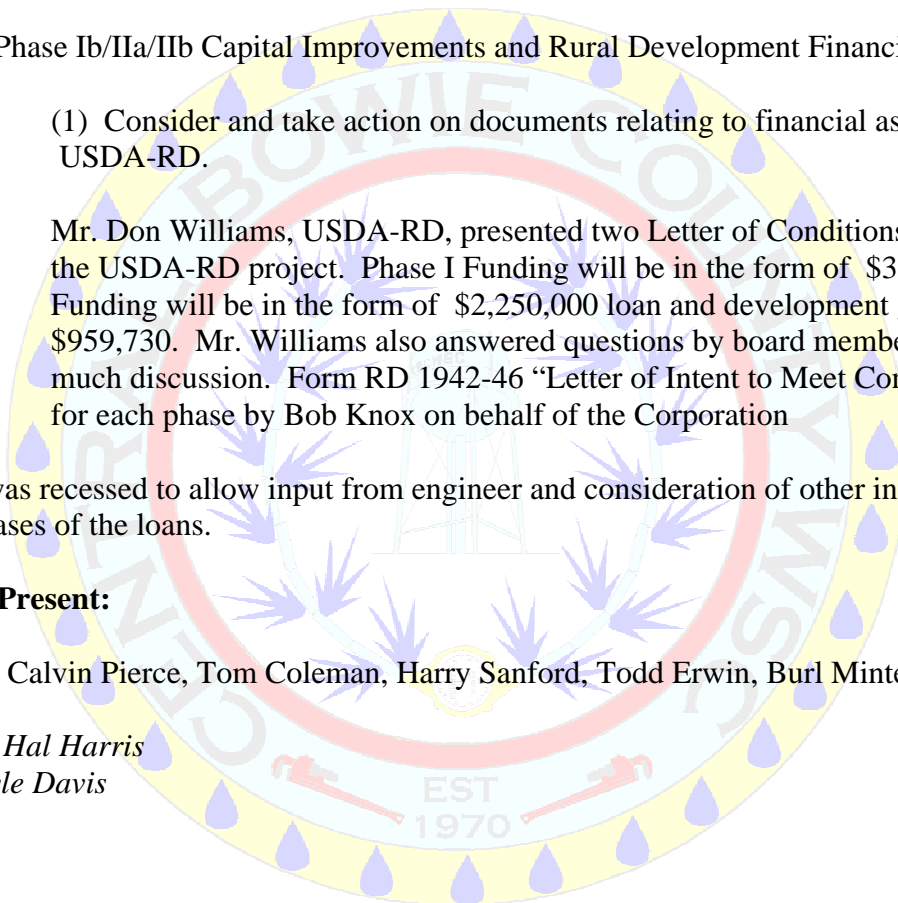 Phase Ib/IIa/IIb Capital Improvements and Rural Development Financi
(1) Consider and take action on documents relating to financial as
USDA-RD.
Mr. Don Williams, USDA-RD, presented two Letter of Conditions
the USDA-RD project. Phase I Funding will be in the form of $3
Funding will be in the form of $2,250,000 loan and development
$959,730. Mr. Williams also answered questions by board membe
much discussion. Form RD 1942-46 “Letter of Intent to Meet Con
for each phase by Bob Knox on behalf of the Corporation
was recessed to allow input from engineer and consideration of other in
ases of the loans.
Present:
Calvin Pierce, Tom Coleman, Harry Sanford, Todd Erwin, Burl Minte
Hal Harris
le Davis
CENTRAL BOWIE COUNTY WSC
EST
1970